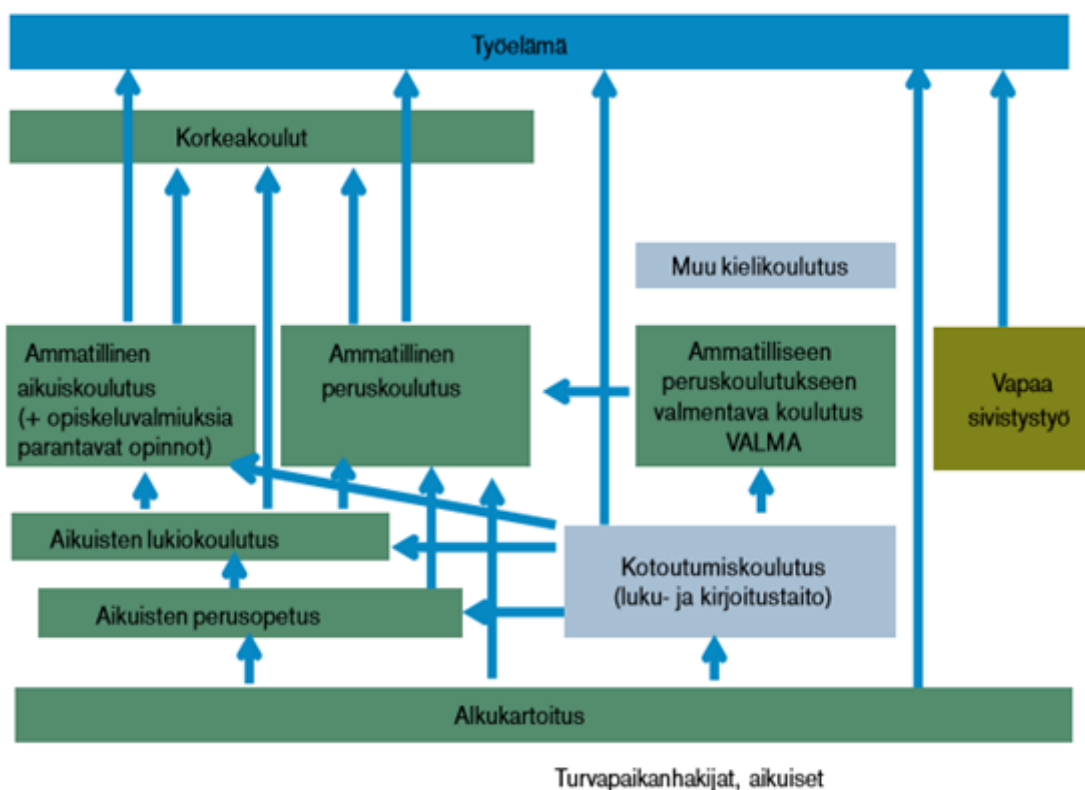 Työelämä
Korkeakoulut
Muu kielikoulutus
Ammatillinen
aikuiskoulutus
(+ opiskeluvalmiuksia
parantavat opinnot)
Ammatillinen
peruskoulutus
Ammatilliseen
peruskoulutukseen
valmentava koulutus
VALMA
Vapaa
sivistystyö
Aikuisten lukiokoulutus
Kotoutumiskoulutus
(luku- ja kirjoitustaito)
Aikuisten perusopetus
Alkukartoitus
Turvapaikanhakijat, aikuiset